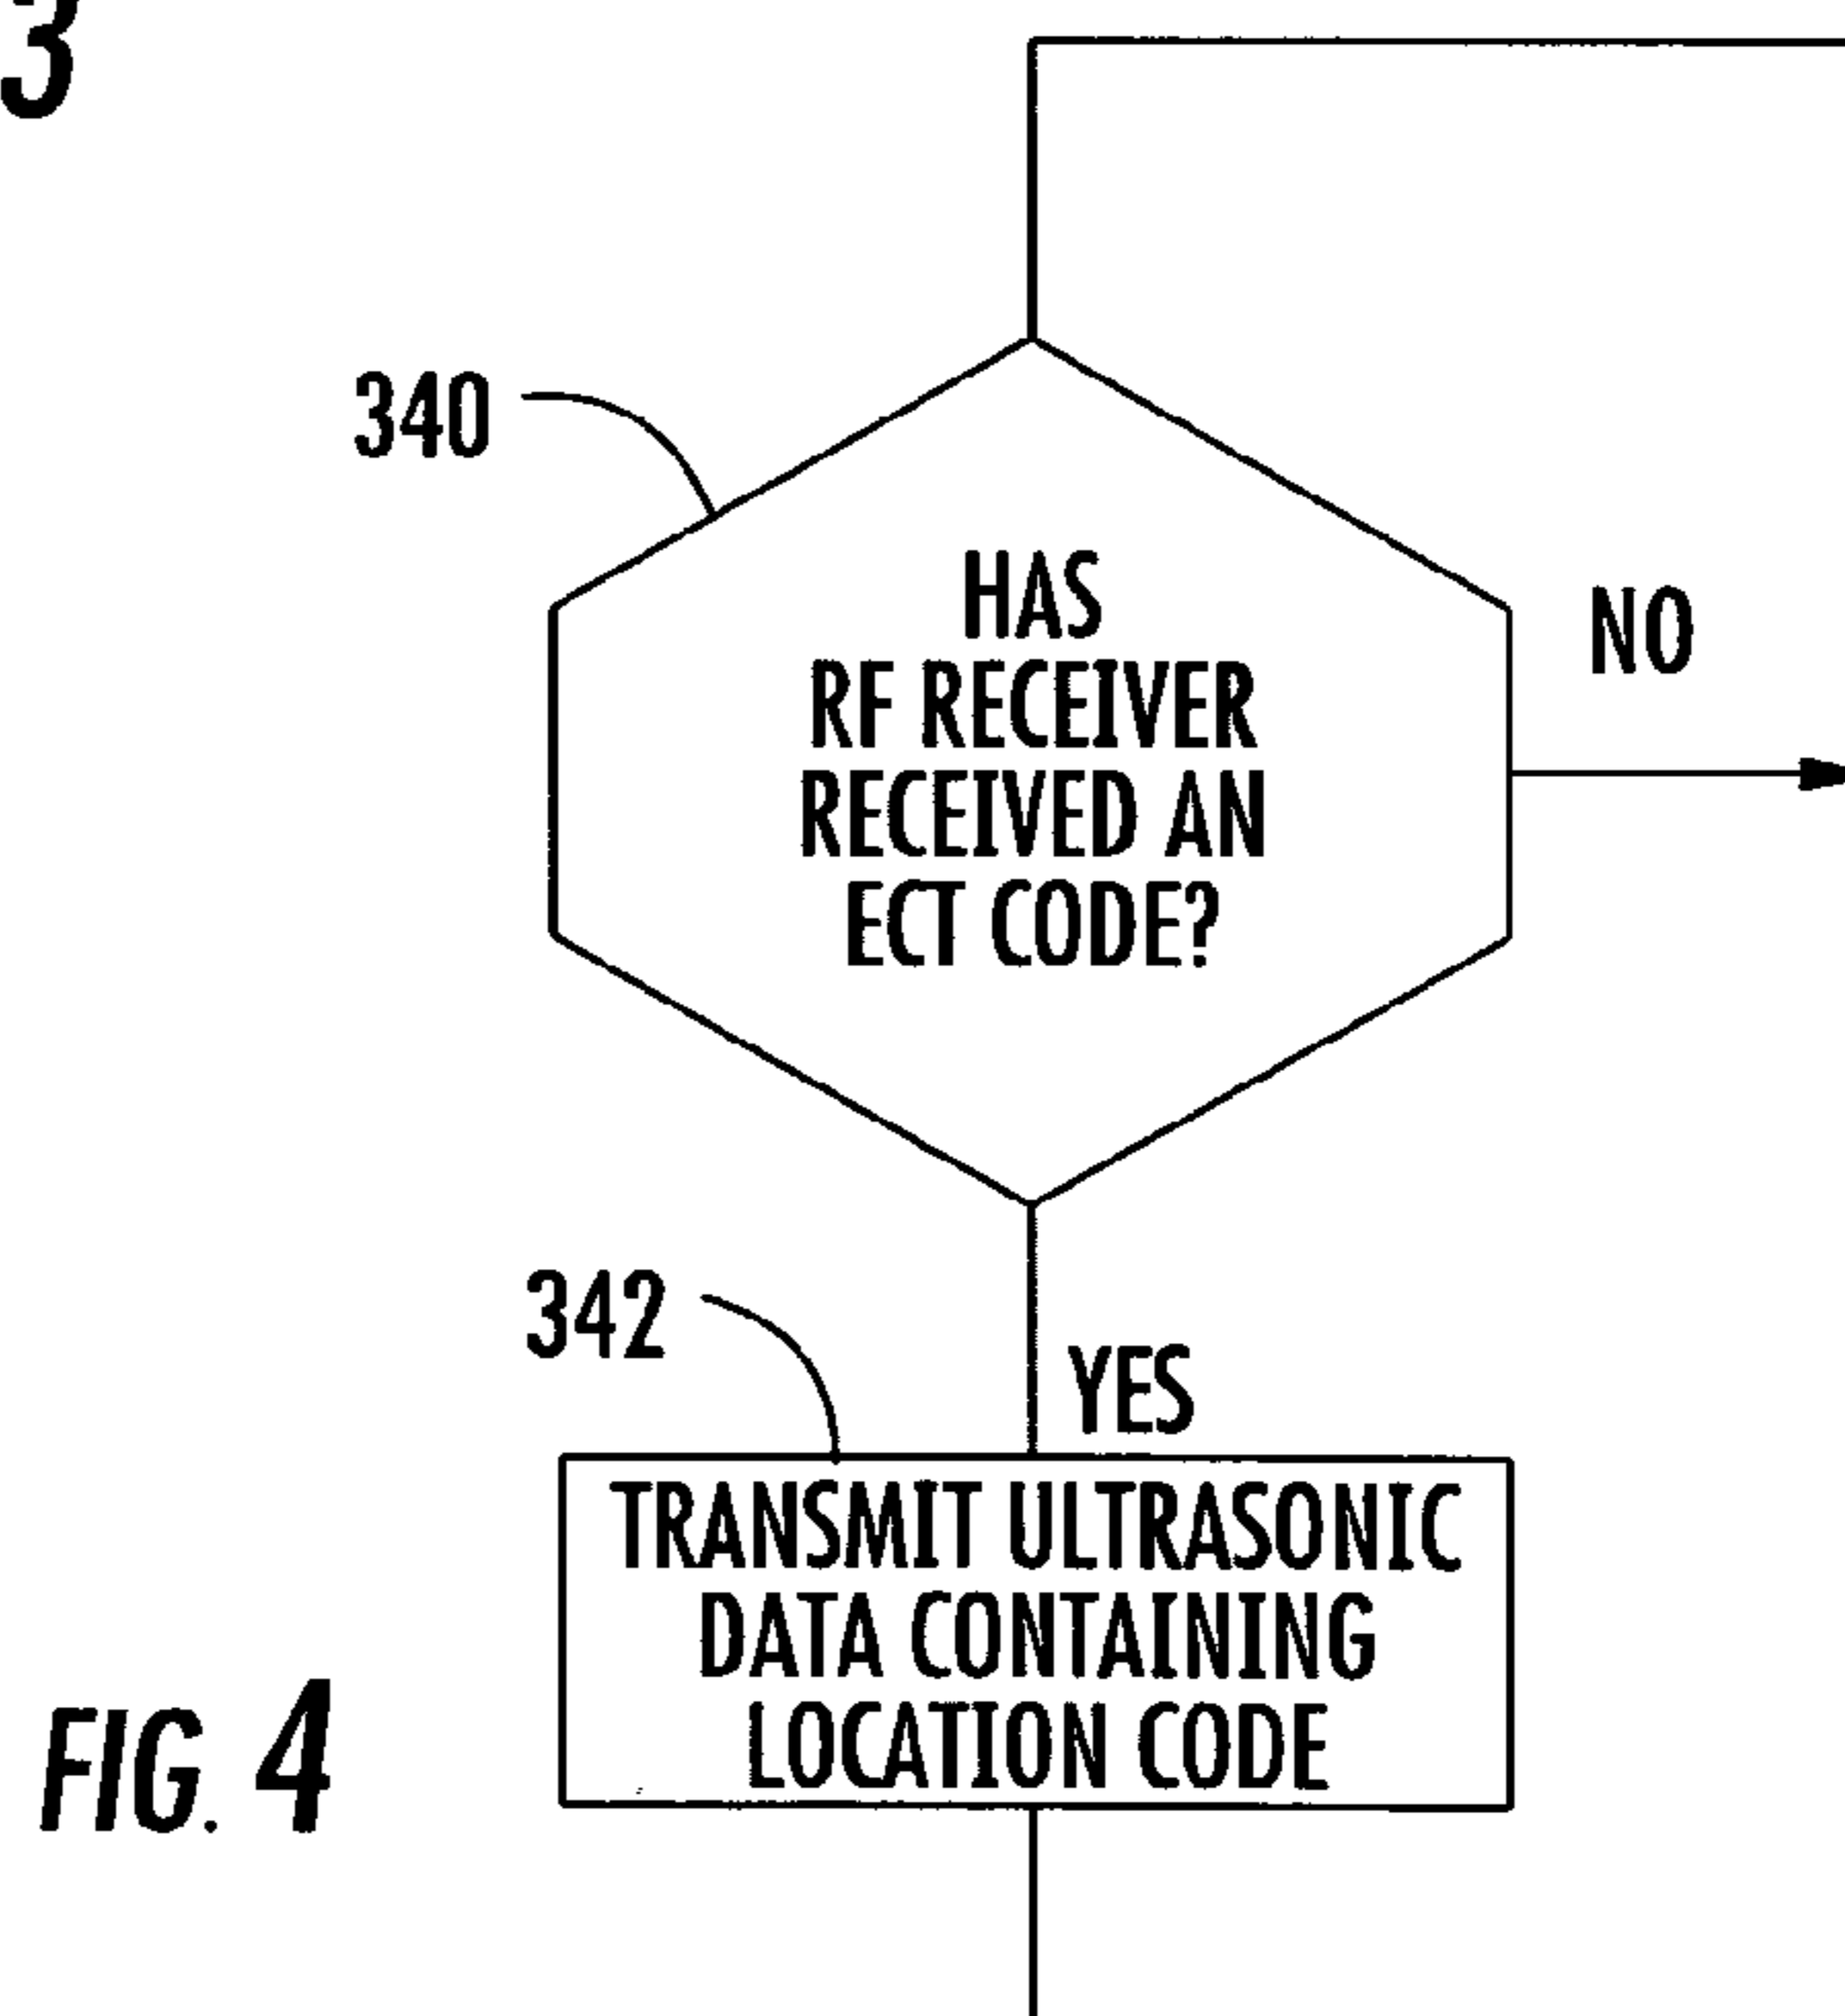 3
340
HAS
RF RECEIVER
RECEIVED AN
ECT CODE?
NO
342
YES
TRANSMIT ULTRASONIC
DATA CONTAINING
LOCATION CODE
FIG. 4